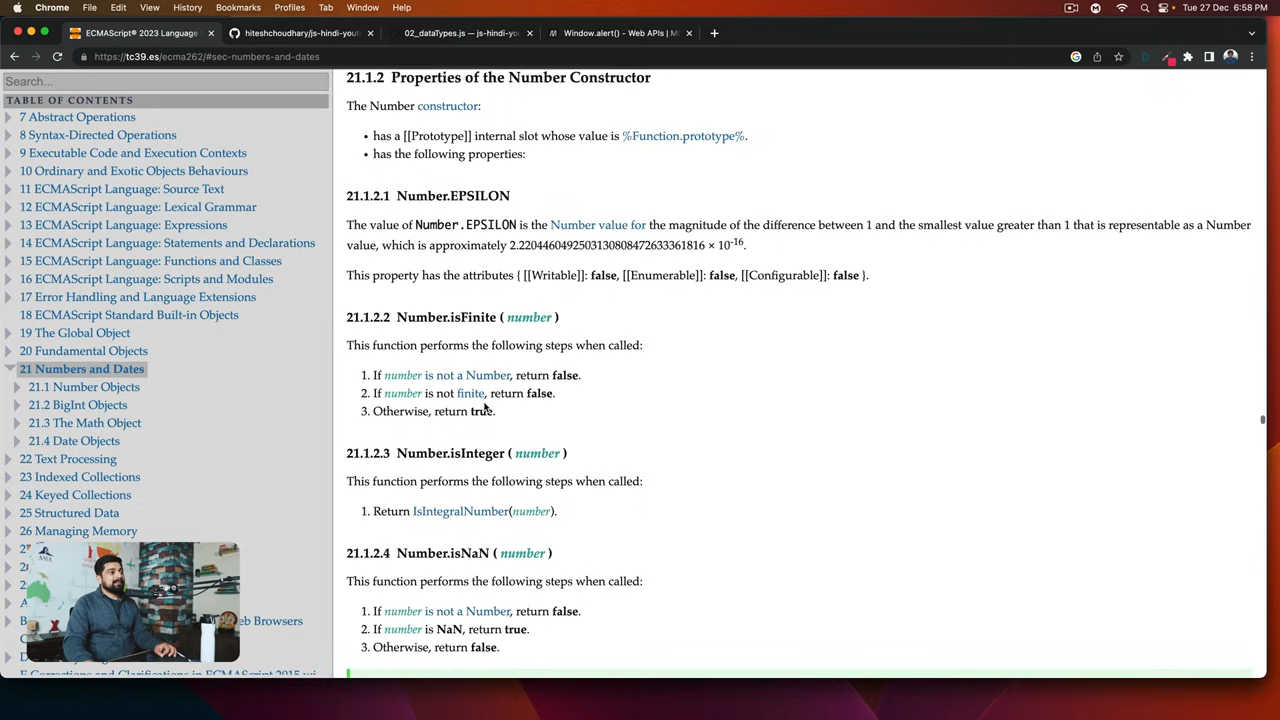 Chrome File Edit View History Bookmarks Profiles Tab Window Help Tue 27 Dec 6:58 PM
ECMAScript® 2023 Language hiteshchoudhary/js-hindi-yout 02_dataTypes.js — js-hindi-yo Window.alert() - Web APIs | M
https://tc39.es/ecma262/#sec-numbers-and-dates
Search...
TABLE OF CONTENTS
7 Abstract Operations
8 Syntax-Directed Operations
9 Executable Code and Execution Contexts
10 Ordinary and Exotic Objects Behaviours
11 ECMAScript Language: Source Text
12 ECMAScript Language: Lexical Grammar
13 ECMAScript Language: Expressions
14 ECMAScript Language: Statements and Declarations
15 ECMAScript Language: Functions and Classes
16 ECMAScript Language: Scripts and Modules
17 Error Handling and Language Extensions
18 ECMAScript Standard Built-in Objects
19 The Global Object
20 Fundamental Objects
21 Numbers and Dates
21.1 Number Objects
21.2 BigInt Objects
21.3 The Math Object
21.4 Date Objects
22 Text Processing
23 Indexed Collections
24 Keyed Collections
25 Structured Data
26 Managing Memory
eb Browsers
E Corrections and Clarifications in ECMAScript 2015 wi
ASIA
21.1.2 Properties of the Number Constructor
The Number constructor:
• has a [[Prototype]] internal slot whose value is %Function.prototype%.
• has the following properties:
21.1.2.1 Number.EPSILON
The value of Number.EPSILON is the Number value for the magnitude of the difference between 1 and the smallest value greater than 1 that is representable as a Number
value, which is approximately 2.2204460492503130808472633361816 × 10-16.
This property has the attributes { [[Writable]]: false, [[Enumerable]]: false, [[Configurable]]: false }.
21.1.2.2 Number.isFinite ( number )
This function performs the following steps when called:
1. If number is not a Number, return false.
2. If number is not finite, return false.
3. Otherwise, return true.
21.1.2.3 Number.isInteger ( number )
This function performs the following steps when called:
1. Return IsIntegralNumber(number).
21.1.2.4 Number.isNaN ( number )
This function performs the following steps when called:
1. If number is not a Number, return false.
2. If number is NaN, return true.
3. Otherwise, return false.